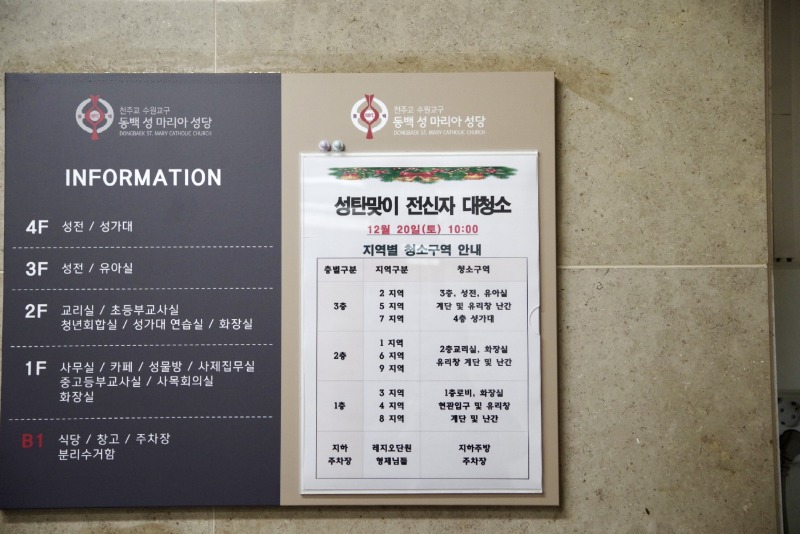 천주교 수원교구
동백 성 마리아 성당
DONGBAEK ST. MARY CATHOLIC CHURCH
INFORMATION
4F 성전 / 성가대
3F 성전 / 유아실
2F 교리실 / 초등부교사실
청년회합실 / 성가대 연습실 / 화장실
1F 사무실 / 카페 / 성물방 / 사제집무실
중고등부교사실 / 사목회의실
화장실
B1 식당 / 창고 / 주차장
분리수거함
천주교 수원교구
동백 성 마리아 성당
DONGBAEK ST. MARY CATHOLIC CHURCH
성탄맞이 전신자 대청소
12월 20일(토) 10:00
지역별 청소구역 안내
층별구분 지역구분 청소구역
3층
2 지역
5 지역
7 지역
3층, 성전, 유아실
계단 및 유리창 난간
4층 성가대
2층
1 지역
6 지역
9 지역
2층교리실, 화장실
유리창 계단 및 난간
1층
3 지역
4 지역
8 지역
1층로비, 화장실
현관입구 및 유리창
계단 및 난간
지하
주차장
레지오단원
형제님들
지하주방
주차장